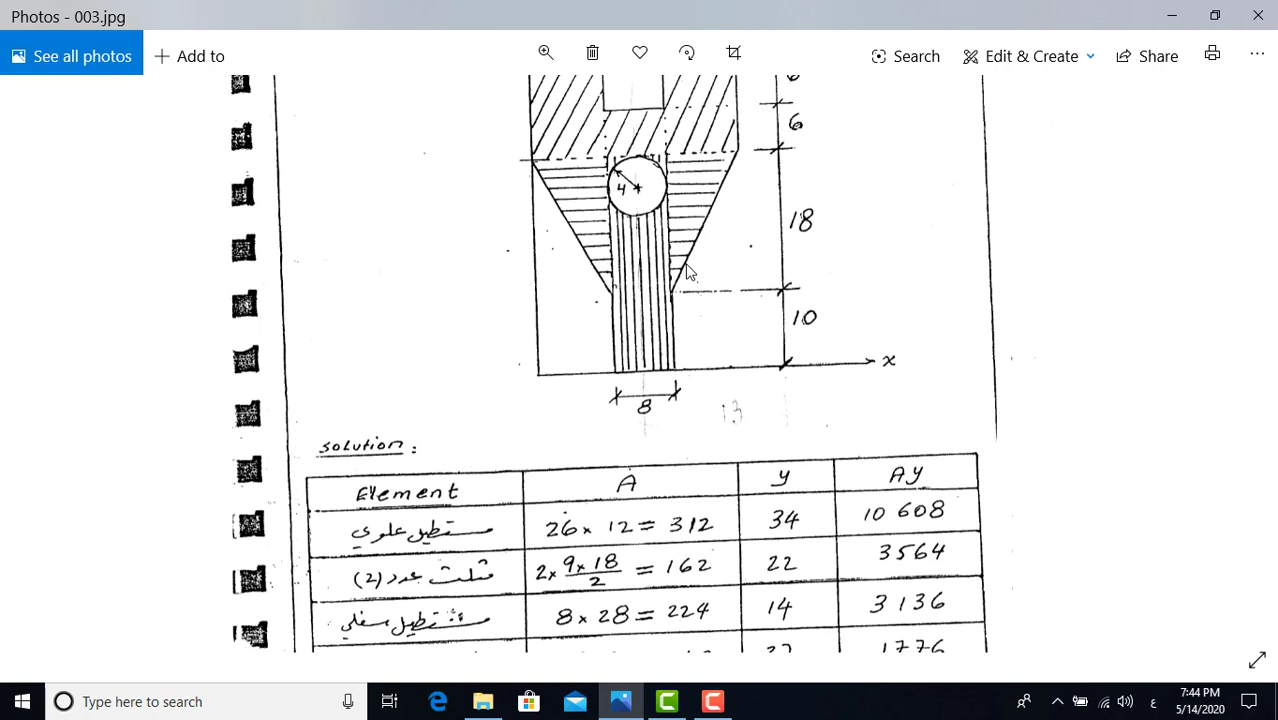 Photos - 003.jpg
See all photos
Add to
Search
Edit & Create
Share
6
4
18
10
x
8
13
Solution :
Element A y AY
مستطيل علوي 26 × 12 = 312 34 10 608
مثلث عدد (2) 2 × 9 × 18 / 2 = 162 22 3564
مستطيل سفلي 8 × 28 = 224 14 3136
1776
Type here to search
7:44 PM
ع
5/14/2020